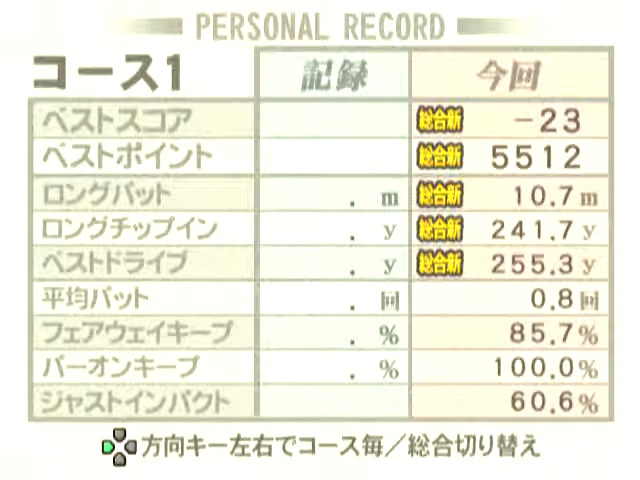 PERSONAL RECORD
コース1 記録 今回
ベストスコア 総合新 -23
ベストポイント 総合新 5512
ロングパット . m 総合新 10.7m
ロングチップイン . y 総合新 241.7y
ベストドライブ . y 総合新 255.3y
平均パット . 回 0.8回
フェアウェイキープ . % 85.7%
パーオンキープ . % 100.0%
ジャストインパクト 60.6%
方向キー左右でコース毎/総合切り替え